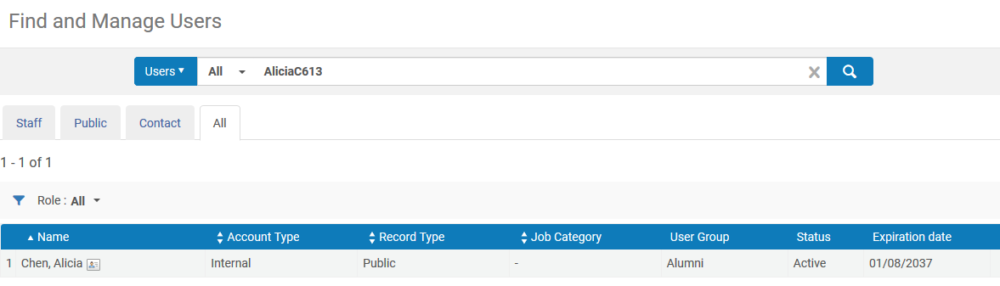 Find and Manage Users
Users All AliciaC613
Staff Public Contact All
1 - 1 of 1
Role : All
Name Account Type Record Type Job Category User Group Status Expiration date
1 Chen, Alicia Internal Public - Alumni Active 01/08/2037